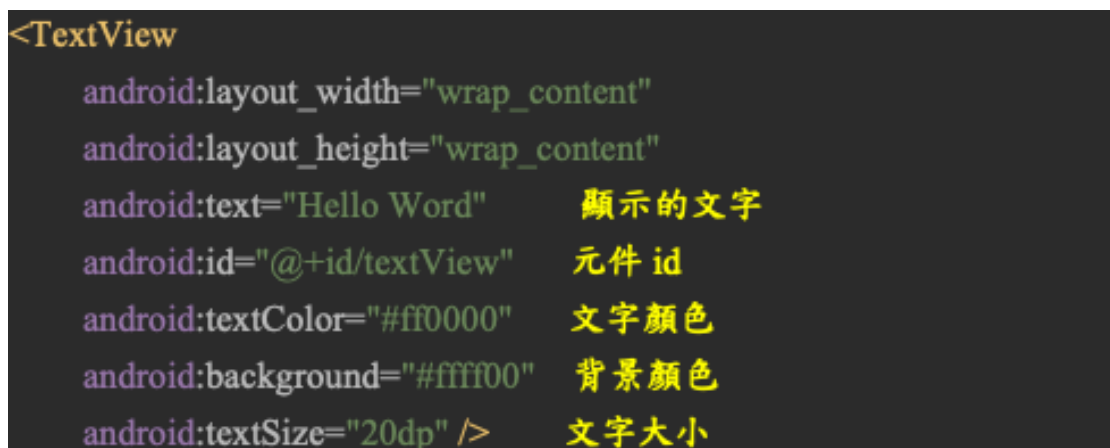 <TextView
android:layout_width="wrap_content"
android:layout_height="wrap_content"
android:text="Hello Word" 顯示的文字
android:id="@+id/textView" 元件 id
android:textColor="#ff0000" 文字顏色
android:background="#ffff00" 背景顏色
android:textSize="20dp" /> 文字大小